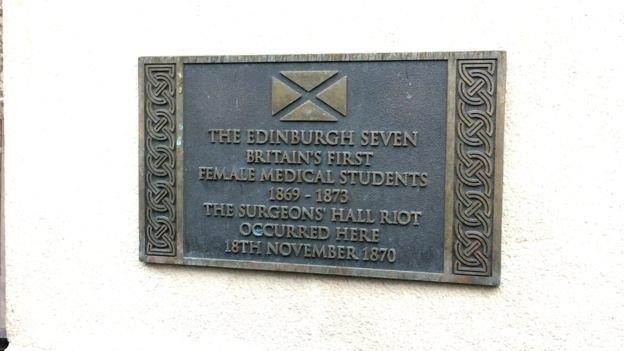 THE EDINBURGH SEVEN
BRITAIN'S FIRST
FEMALE MEDICAL STUDENTS
1869 - 1873
THE SURGEONS' HALL RIOT
OCCURRED HERE
18TH NOVEMBER 1870